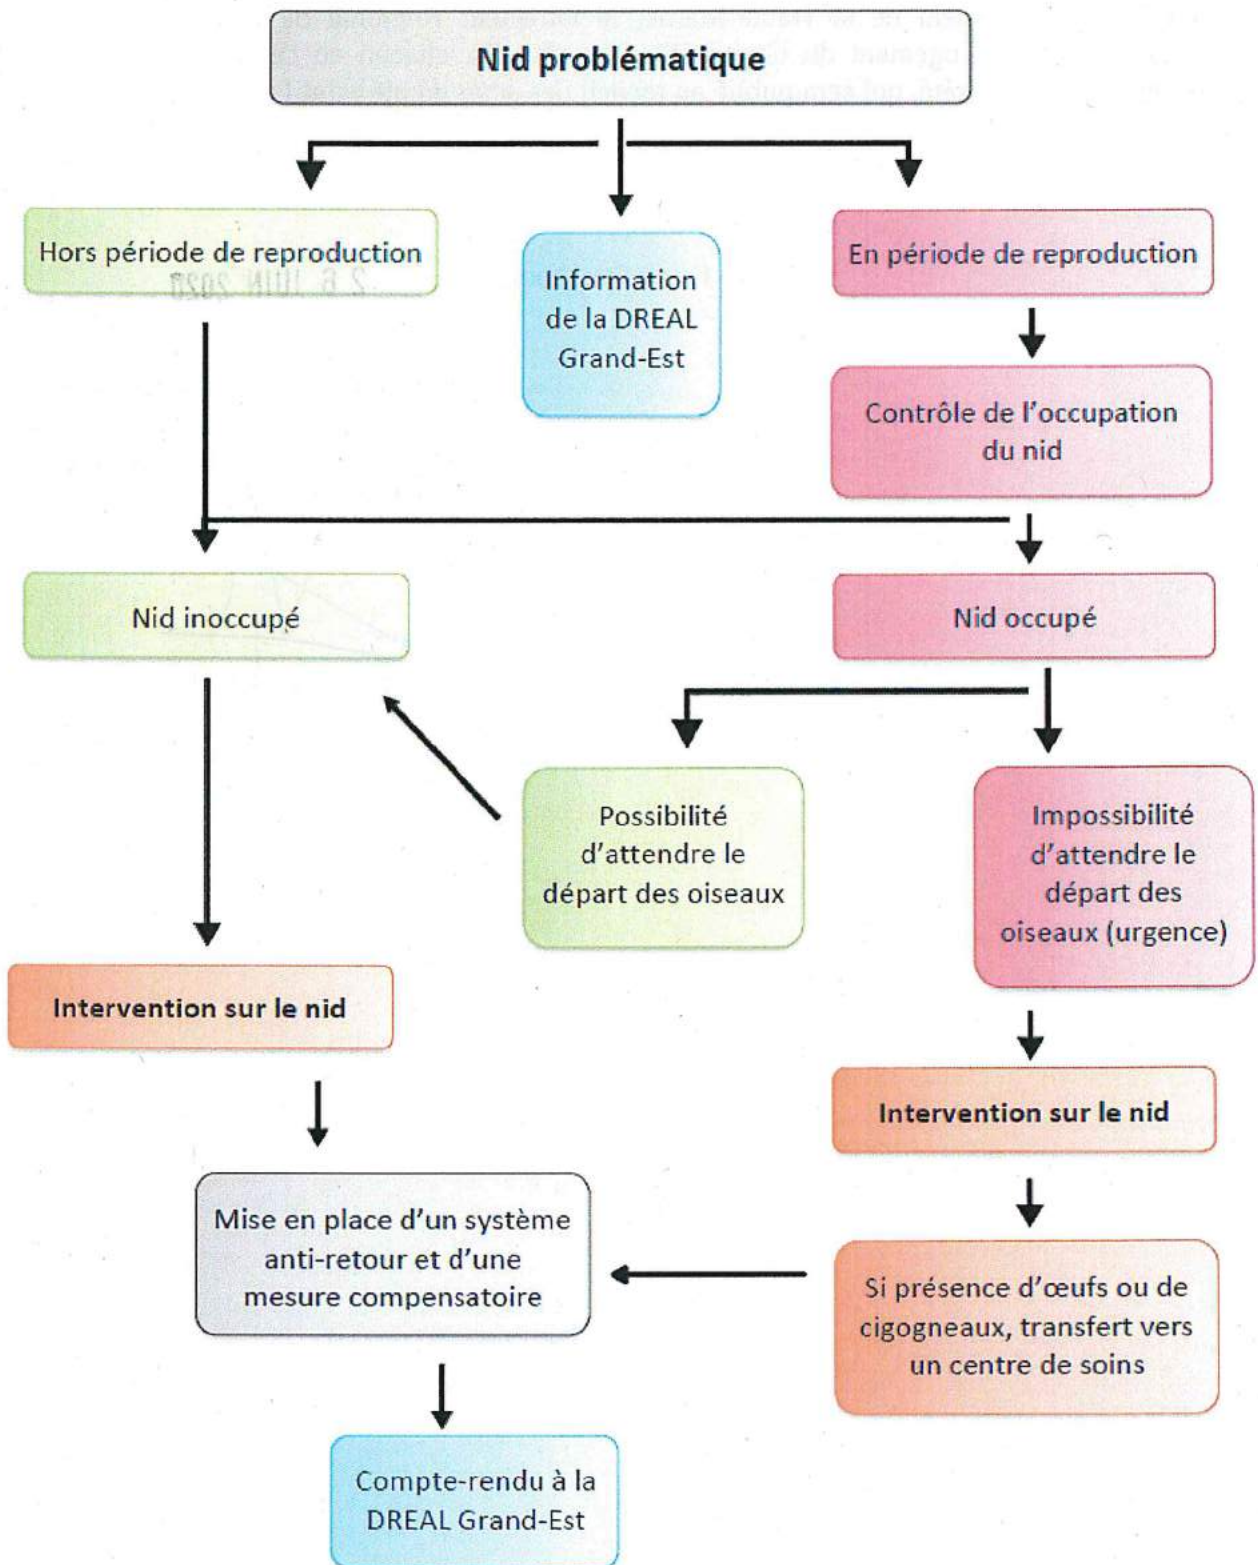 Nid problématique
Hors période de reproduction
Information
de la DREAL
Grand-Est
En période de reproduction
Contrôle de l'occupation
du nid
Nid inoccupé
Nid occupé
Possibilité
d'attendre le
départ des oiseaux
Impossibilité
d'attendre le
départ des
oiseaux (urgence)
Intervention sur le nid
Intervention sur le nid
Mise en place d'un système
anti-retour et d'une
mesure compensatoire
Si présence d'œufs ou de
cigogneaux, transfert vers
un centre de soins
Compte-rendu à la
DREAL Grand-Est
26 JUIN 2020